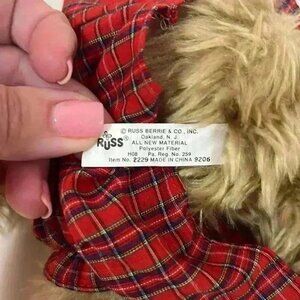 © RUSS BERRIE & CO., INC.
Oakland, N. J.
RUSS®
ALL NEW MATERIAL
Polyester Fiber
H08 Pa. Reg. No. 259
Item No. 2229 MADE IN CHINA 9206